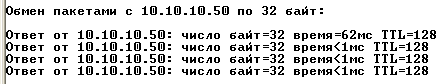 Обмен пакетами с 10.10.10.50 по 32 байт:
Ответ от 10.10.10.50: число байт=32 время=62мс TTL=128
Ответ от 10.10.10.50: число байт=32 время<1мс TTL=128
Ответ от 10.10.10.50: число байт=32 время<1мс TTL=128
Ответ от 10.10.10.50: число байт=32 время<1мс TTL=128